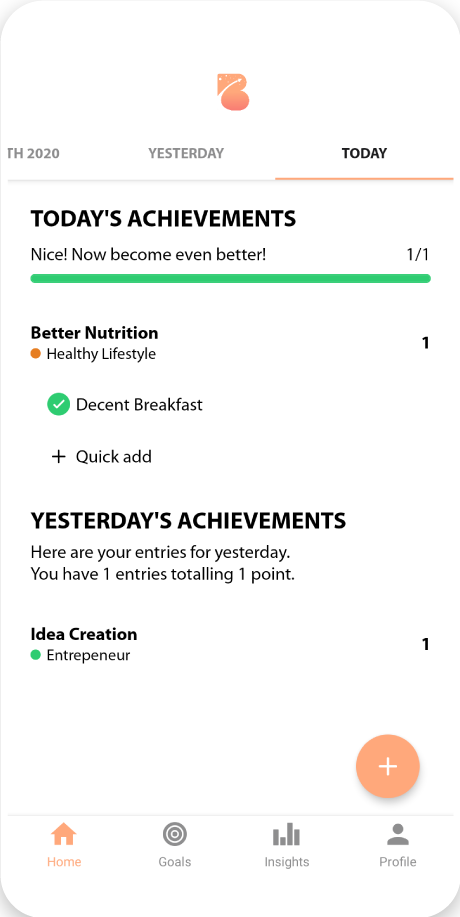 TH 2020 YESTERDAY TODAY
TODAY'S ACHIEVEMENTS
Nice! Now become even better! 1/1
Better Nutrition 1
Healthy Lifestyle
Decent Breakfast
+ Quick add
YESTERDAY'S ACHIEVEMENTS
Here are your entries for yesterday.
You have 1 entries totalling 1 point.
Idea Creation 1
Entrepeneur
+
Home Goals Insights Profile